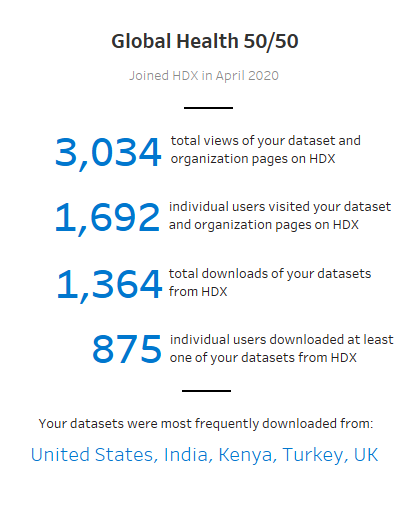 Global Health 50/50
Joined HDX in April 2020
3,034 total views of your dataset and
organization pages on HDX
1,692 individual users visited your dataset
and organization pages on HDX
1,364 total downloads of your datasets
from HDX
875 individual users downloaded at least
one of your datasets from HDX
Your datasets were most frequently downloaded from:
United States, India, Kenya, Turkey, UK